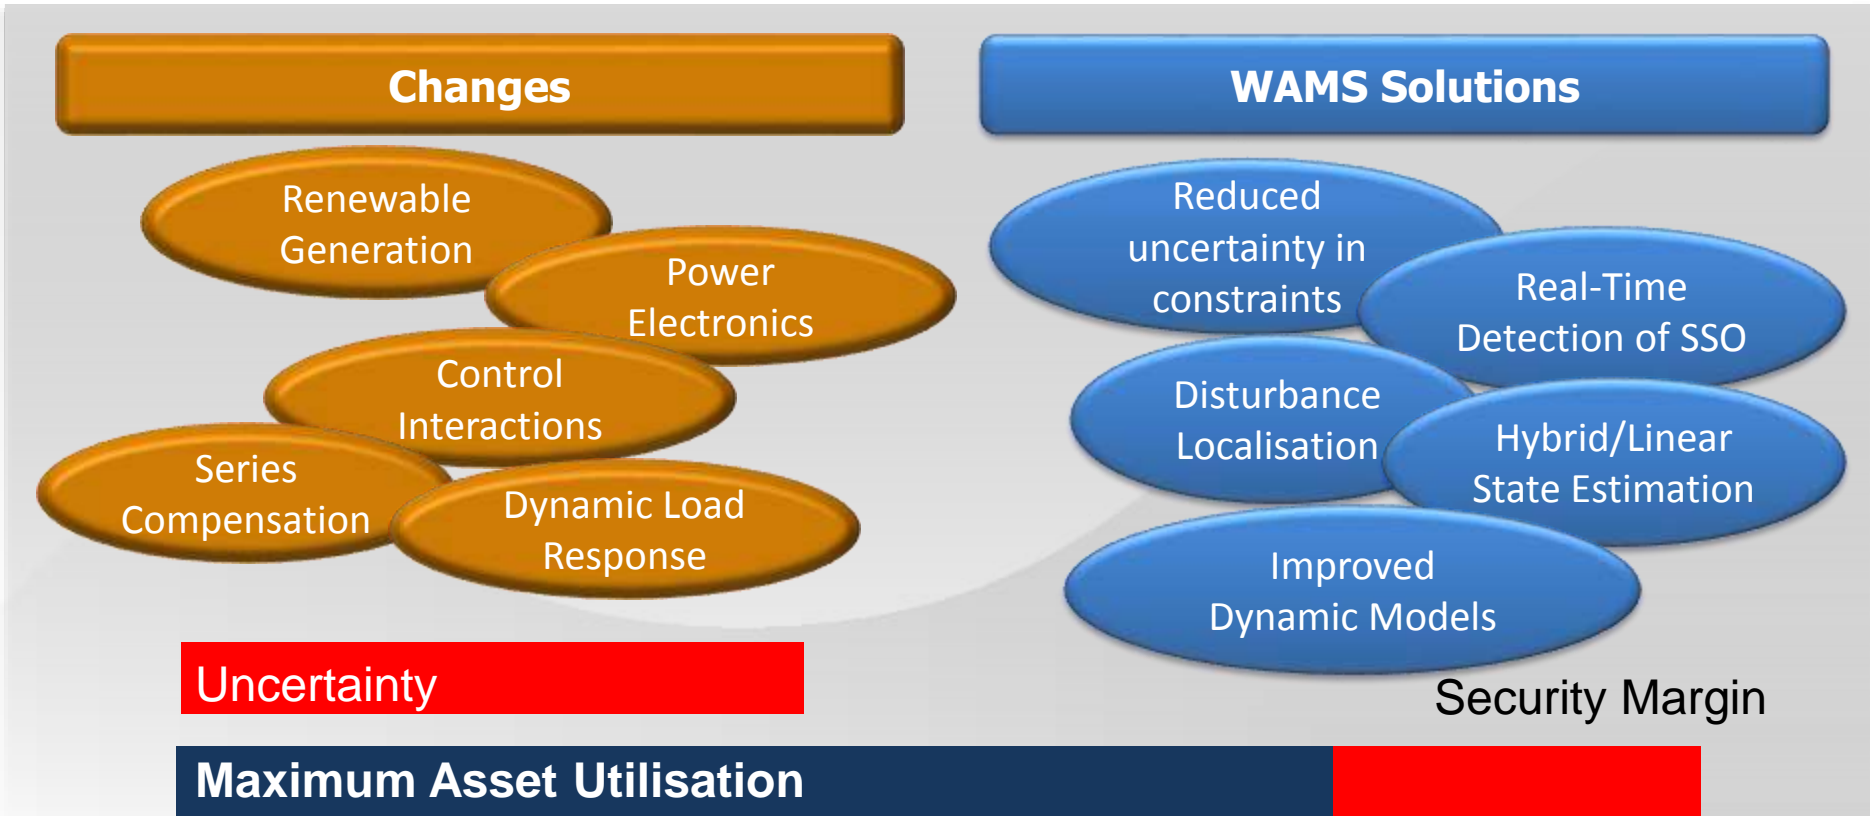 Changes
Renewable
Generation
Power
Electronics
Control
Interactions
Series
Compensation
Dynamic Load
Response
WAMS Solutions
Reduced
uncertainty in
constraints
Real-Time
Detection of SSO
Disturbance
Localisation
Hybrid/Linear
State Estimation
Improved
Dynamic Models
Uncertainty
Security Margin
Maximum Asset Utilisation